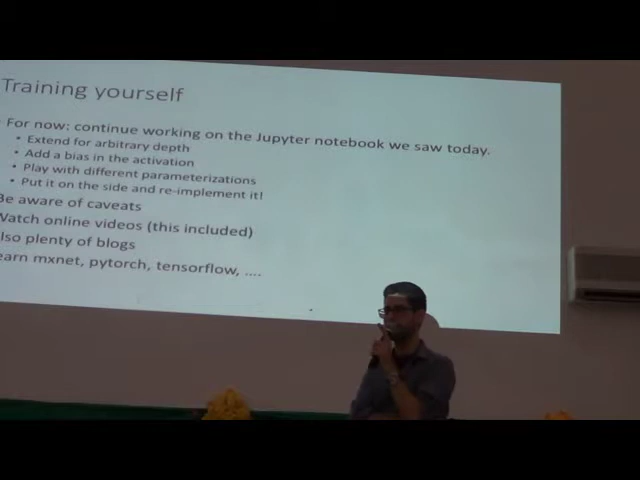 Training yourself
For now: continue working on the Jupyter notebook we saw today.
• Extend for arbitrary depth
• Add a bias in the activation
• Play with different parameterizations
• Put it on the side and re-implement it!
Be aware of caveats
Watch online videos (this included)
lso plenty of blogs
earn mxnet, pytorch, tensorflow, ....